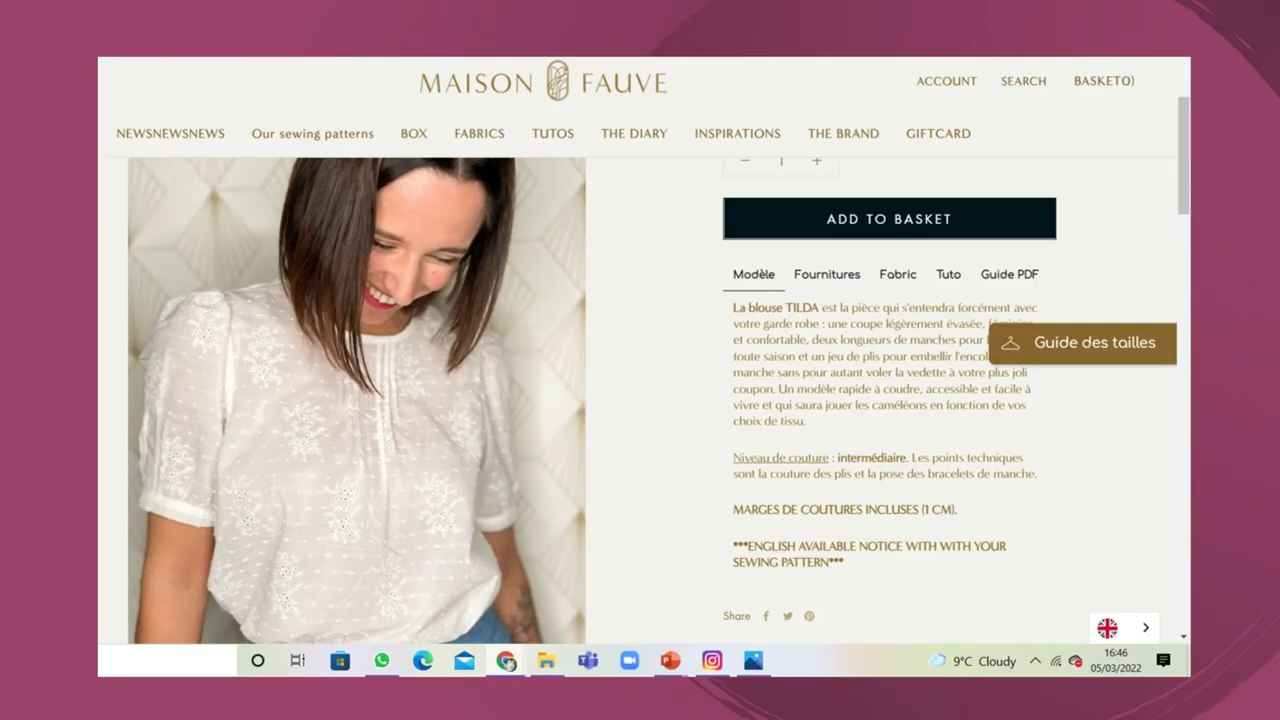 MAISON FAUVE
ACCOUNT SEARCH BASKET0)
NEWSNEWSNEWS Our sewing patterns BOX FABRICS TUTOS THE DIARY INSPIRATIONS THE BRAND GIFTCARD
− 1 +
ADD TO BASKET
Modèle Fournitures Fabric Tuto Guide PDF
La blouse TILDA est la pièce qui s'entendra forcément avec
votre garde robe : une coupe légèrement évasée,
et confortable, deux longueurs de manches pour
Guide des tailles
toute saison et un jeu de plis pour embellir l'encol
manche sans pour autant voler la vedette à votre plus joli
coupon. Un modèle rapide à coudre, accessible et facile à
vivre et qui saura jouer les caméléons en fonction de vos
choix de tissu.
Niveau de couture : intermédiaire. Les points techniques
sont la couture des plis et la pose des bracelets de manche.
MARGES DE COUTURES INCLUSES (1 CM).
***ENGLISH AVAILABLE NOTICE WITH WITH YOUR
SEWING PATTERN***
Share
9°C Cloudy
16:46
05/03/2022